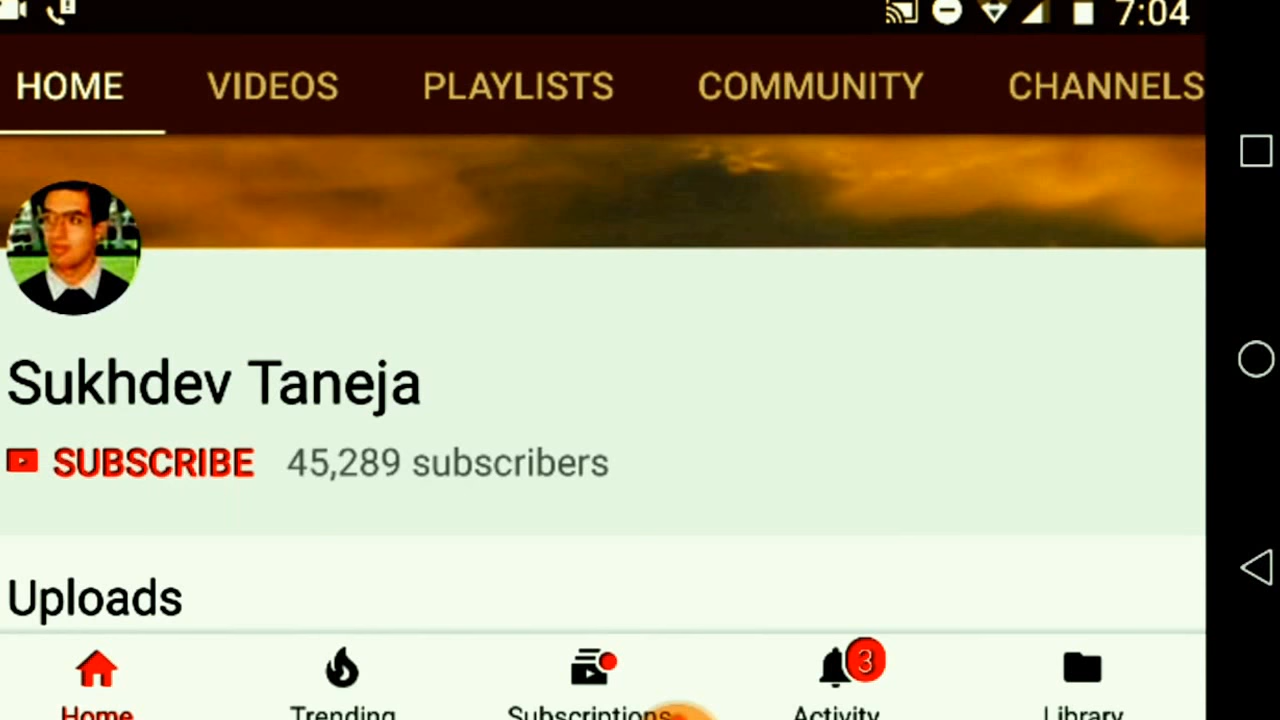 7:04
HOME VIDEOS PLAYLISTS COMMUNITY CHANNELS
Sukhdev Taneja
SUBSCRIBE 45,289 subscribers
Uploads
3
Home Trending Subscriptions Activity Library